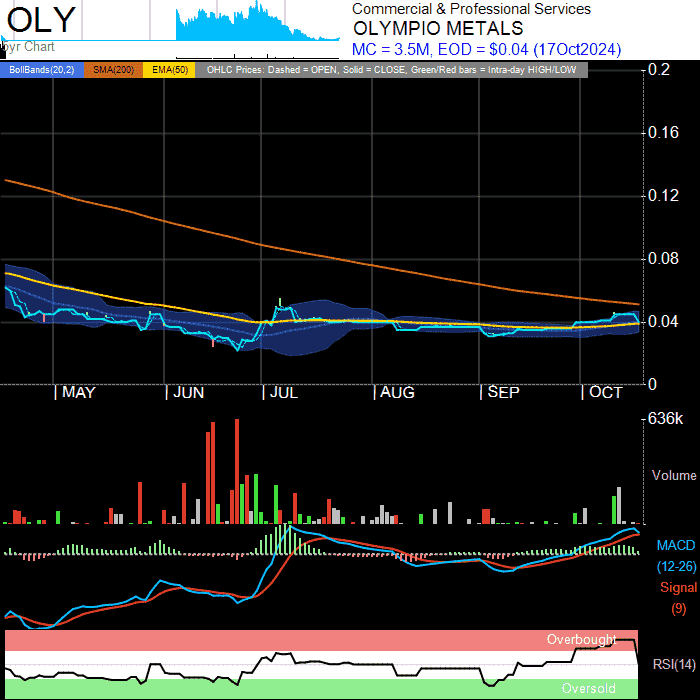 OLY
Commercial & Professional Services
OLYMPIO METALS
MC = 3.5M, EOD = $0.04 (17Oct2024)
Chart
BollBands(20,2) SMA(200) EMA(50) OHLC Prices: Dashed = OPEN, Solid = CLOSE, Green/Red bars = Intra-day HIGH/LOW
0.2
0.16
0.12
0.08
0.04
0
MAY JUN JUL AUG SEP OCT
636k
Volume
MACD
(12-26)
Signal
(9)
Overbought
RSI(14)
Oversold